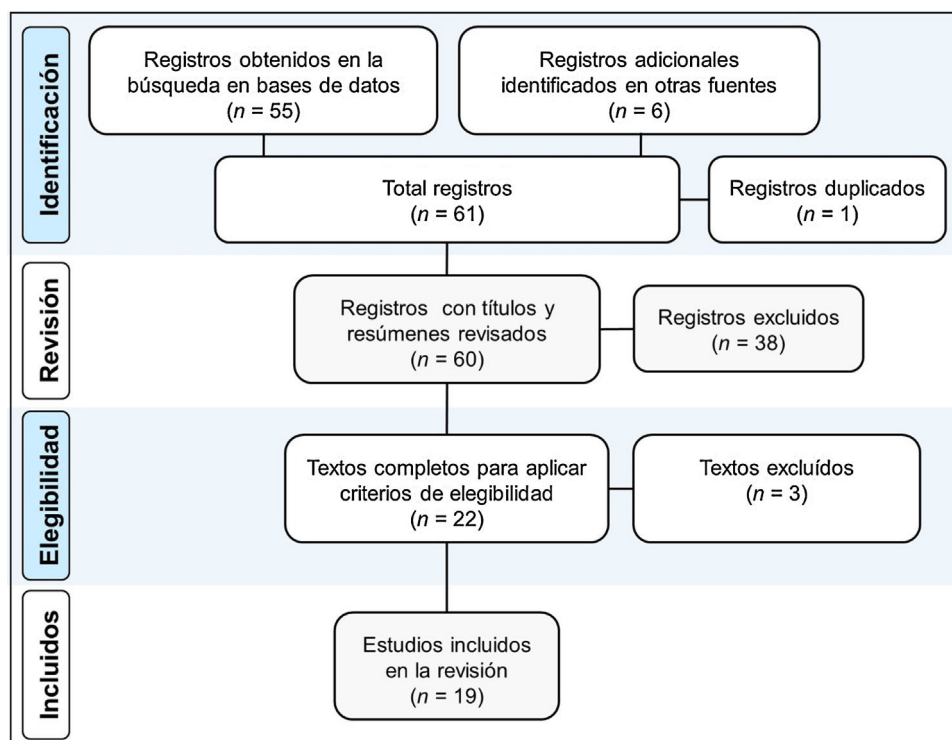 Identificación
Registros obtenidos en la
búsqueda en bases de datos
(n = 55)
Registros adicionales
identificados en otras fuentes
(n = 6)
Total registros
(n = 61)
Registros duplicados
(n = 1)
Revisión
Registros con títulos y
resúmenes revisados
(n = 60)
Registros excluidos
(n = 38)
Elegibilidad
Textos completos para aplicar
criterios de elegibilidad
(n = 22)
Textos excluídos
(n = 3)
Incluidos
Estudios incluidos
en la revisión
(n = 19)